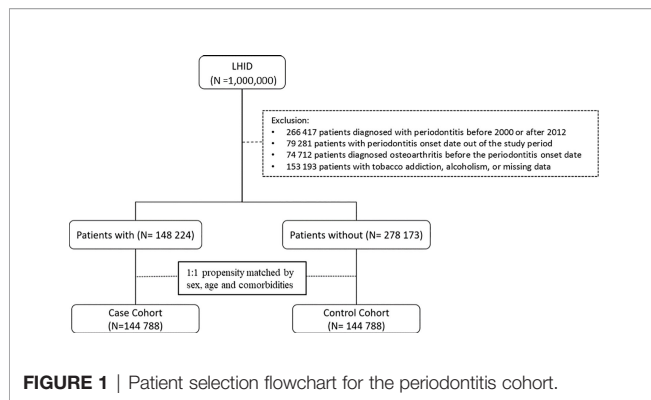 LHID
(N =1,000,000)
Exclusion:
• 266 417 patients diagnosed with periodontitis before 2000 or after 2012
• 79 281 patients with periodontitis onset date out of the study period
• 74 712 patients diagnosed osteoarthritis before the periodontitis onset date
• 153 193 patients with tobacco addiction, alcoholism, or missing data
Patients with (N= 148 224)
Patients without (N= 278 173)
1:1 propensity matched by
sex, age and comorbidities
Case Cohort
(N=144 788)
Control Cohort
(N= 144 788)
FIGURE 1 | Patient selection flowchart for the periodontitis cohort.